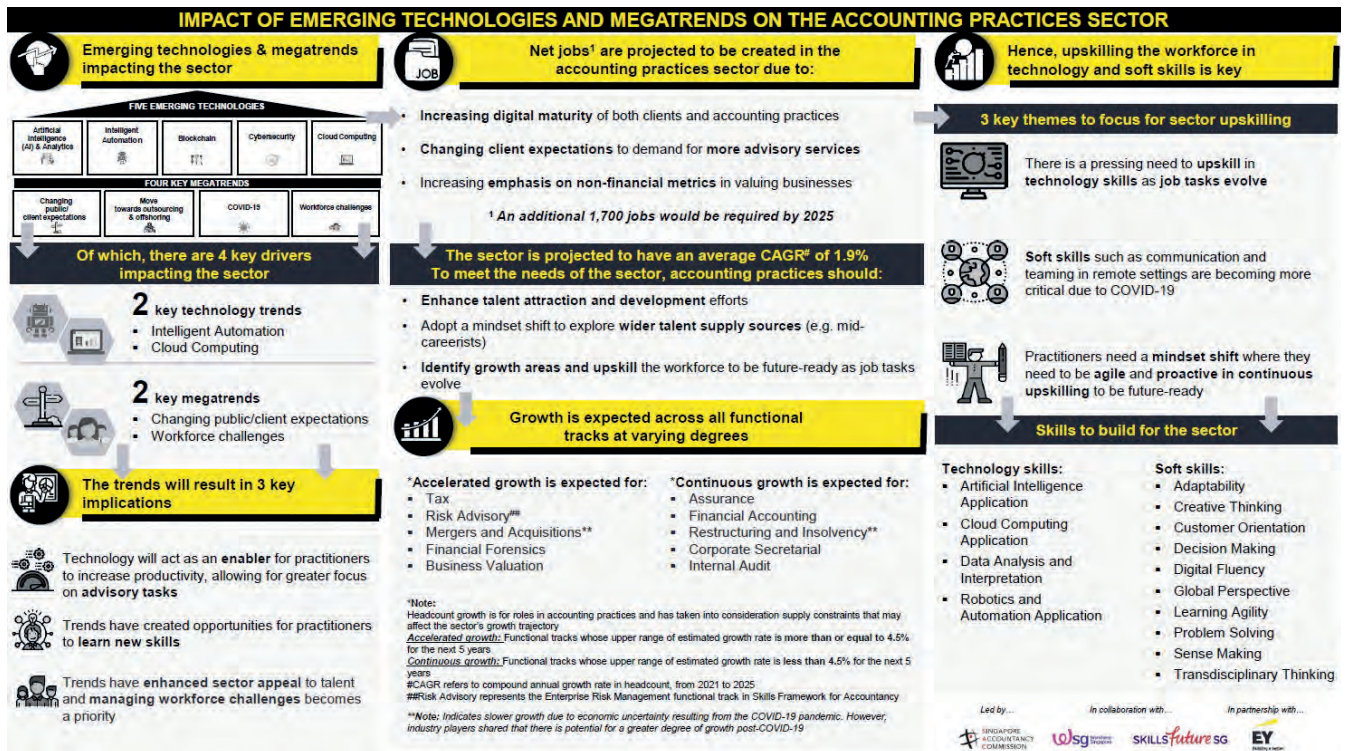 IMPACT OF EMERGING TECHNOLOGIES AND MEGATRENDS ON THE ACCOUNTING PRACTICES SECTOR
Emerging technologies & megatrends
impacting the sector
FIVE EMERGING TECHNOLOGIES
Artificial
Intelligence
(AI) & Analytics
Intelligent
Automation
Blockchain
Cybersecurity
Cloud Computing
FOUR KEY MEGATRENDS
Changing
public/
client expectations
Move
towards outsourcing
& offshoring
COVID-19
Workforce challenges
Of which, there are 4 key drivers
impacting the sector
2 key technology trends
▪ Intelligent Automation
▪ Cloud Computing
2 key megatrends
▪ Changing public/client expectations
▪ Workforce challenges
The trends will result in 3 key
implications
Technology will act as an enabler for practitioners
to increase productivity, allowing for greater focus
on advisory tasks
Trends have created opportunities for practitioners
to learn new skills
Trends have enhanced sector appeal to talent
and managing workforce challenges becomes
a priority
JOB
Net jobs¹ are projected to be created in the
accounting practices sector due to:
• Increasing digital maturity of both clients and accounting practices
• Changing client expectations to demand for more advisory services
• Increasing emphasis on non-financial metrics in valuing businesses
¹ An additional 1,700 jobs would be required by 2025
The sector is projected to have an average CAGR# of 1.9%
To meet the needs of the sector, accounting practices should:
• Enhance talent attraction and development efforts
• Adopt a mindset shift to explore wider talent supply sources (e.g. mid-
careerists)
• Identify growth areas and upskill the workforce to be future-ready as job tasks
evolve
Growth is expected across all functional
tracks at varying degrees
*Accelerated growth is expected for:
▪ Tax
▪ Risk Advisory##
▪ Mergers and Acquisitions**
▪ Financial Forensics
▪ Business Valuation
*Continuous growth is expected for:
▪ Assurance
▪ Financial Accounting
▪ Restructuring and Insolvency**
▪ Corporate Secretarial
▪ Internal Audit
*Note:
Headcount growth is for roles in accounting practices and has taken into consideration supply constraints that may
affect the sector's growth trajectory
Accelerated growth: Functional tracks whose upper range of estimated growth rate is more than or equal to 4.5%
for the next 5 years
Continuous growth: Functional tracks whose upper range of estimated growth rate is less than 4.5% for the next 5
years
#CAGR refers to compound annual growth rate in headcount, from 2021 to 2025
##Risk Advisory represents the Enterprise Risk Management functional track in Skills Framework for Accountancy
**Note: Indicates slower growth due to economic uncertainty resulting from the COVID-19 pandemic. However,
industry players shared that there is potential for a greater degree of growth post-COVID-19
Hence, upskilling the workforce in
technology and soft skills is key
3 key themes to focus for sector upskilling
There is a pressing need to upskill in
technology skills as job tasks evolve
Soft skills such as communication and
teaming in remote settings are becoming more
critical due to COVID-19
Practitioners need a mindset shift where they
need to be agile and proactive in continuous
upskilling to be future-ready
Skills to build for the sector
Technology skills:
▪ Artificial Intelligence
Application
▪ Cloud Computing
Application
▪ Data Analysis and
Interpretation
▪ Robotics and
Automation Application
Soft skills:
▪ Adaptability
▪ Creative Thinking
▪ Customer Orientation
▪ Decision Making
▪ Digital Fluency
▪ Global Perspective
▪ Learning Agility
▪ Problem Solving
▪ Sense Making
▪ Transdisciplinary Thinking
Led by…
In collaboration with…
In partnership with…
SINGAPORE
ACCOUNTANCY
COMMISSION
wsg
SKILLS future SG
EY